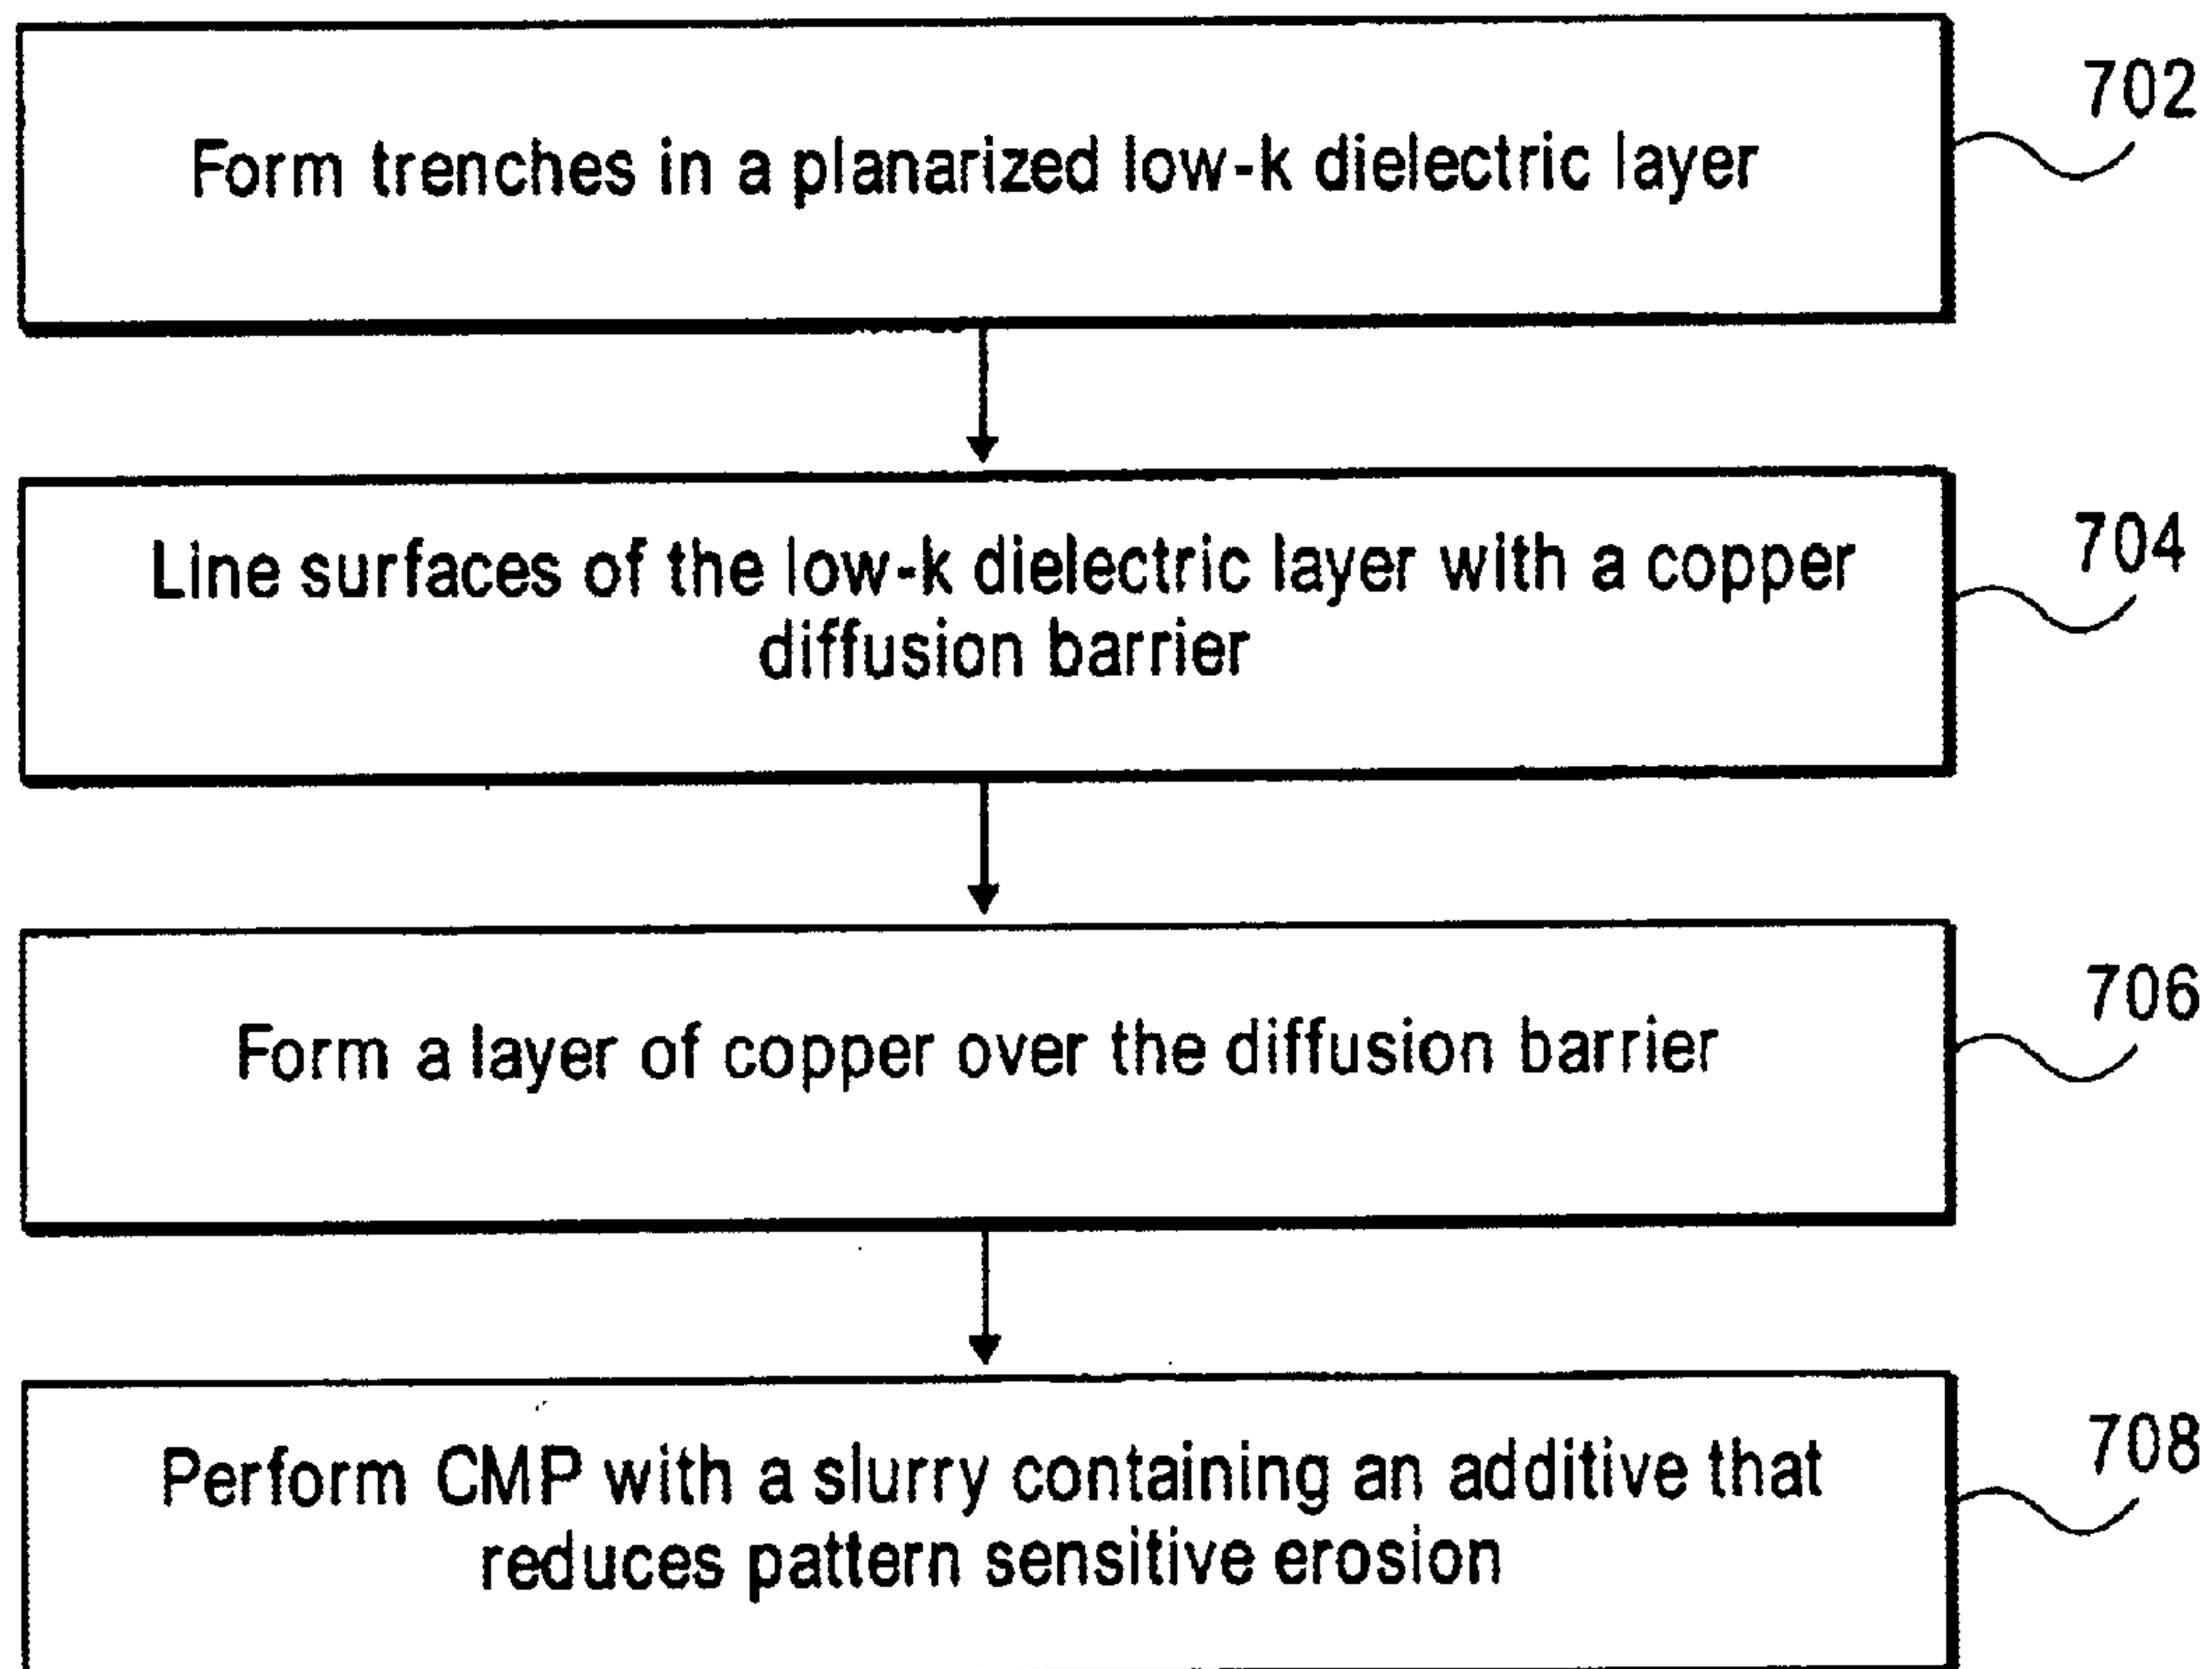 702
Form trenches in a planarized low-k dielectric layer
704
Line surfaces of the low-k dielectric layer with a copper
diffusion barrier
706
Form a layer of copper over the diffusion barrier
708
Perform CMP with a slurry containing an additive that
reduces pattern sensitive erosion